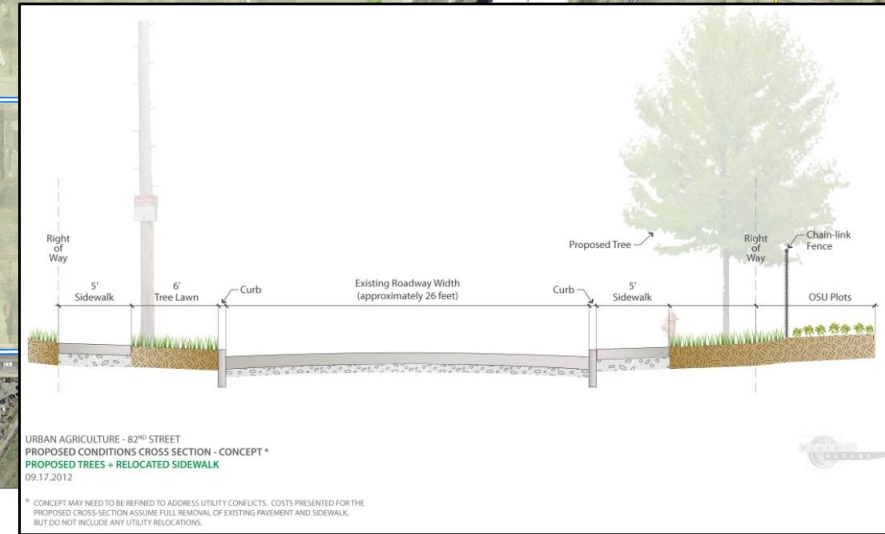 Right
of
Way
5'
Sidewalk
6'
Tree Lawn
Curb
Existing Roadway Width
(approximately 26 feet)
Curb
5'
Sidewalk
Proposed Tree
Right
of
Way
Chain-link
Fence
OSU Plots
URBAN AGRICULTURE - 82ND STREET
PROPOSED CONDITIONS CROSS SECTION - CONCEPT *
PROPOSED TREES + RELOCATED SIDEWALK
09.17.2012
* CONCEPT MAY NEED TO BE REFINED TO ADDRESS UTILITY CONFLICTS. COSTS PRESENTED FOR THE
PROPOSED CROSS-SECTION ASSUME FULL REMOVAL OF EXISTING PAVEMENT AND SIDEWALK,
BUT DO NOT INCLUDE ANY UTILITY RELOCATIONS.